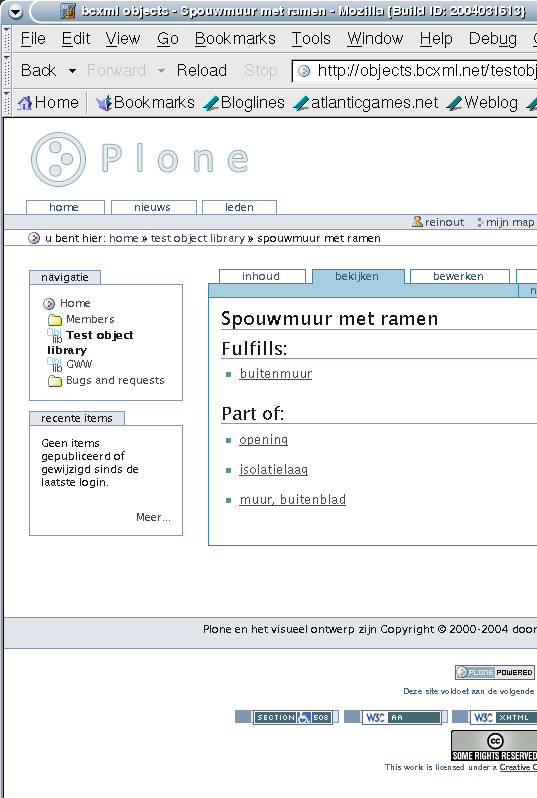 bcxml objects - Spouwmuur met ramen - Mozilla {Build ID: 2004031613}
File Edit View Go Bookmarks Tools Window Help Debug
Back Forward Reload Stop http://objects.bcxml.net/testobj
Home Bookmarks Bloglines atlanticgames.net Weblog
Plone
home nieuws leden
reinout mijn map
u bent hier: home » test object library » spouwmuur met ramen
navigatie
Home
Members
Obj lib Test object
library
Obj lib GWW
Bugs and requests
recente items
Geen items
gepubliceerd of
gewijzigd sinds de
laatste login.
Meer...
inhoud bekijken bewerken
n
Spouwmuur met ramen
Fulfills:
buitenmuur
Part of:
opening
isolatielaag
muur, buitenblad
Plone en het visueel ontwerp zijn Copyright © 2000-2004 door
PLONE POWERED
Deze site voldoet aan de volgende
SECTION 508 W3C AA W3C XHTML
cc
SOME RIGHTS RESERVED
This work is licensed under a Creative C